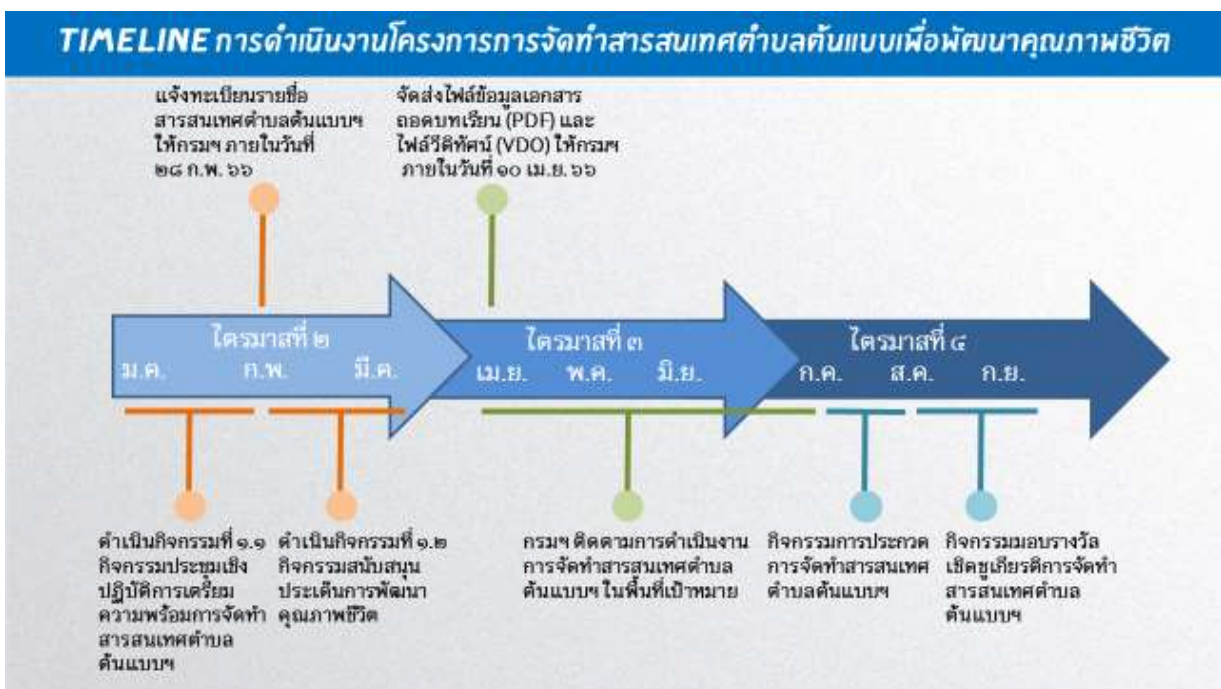 TIMELINE การดำเนินงานโครงการการจัดทำสารสนเทศตำบลต้นแบบเพื่อพัฒนาคุณภาพชีวิต
แจ้งทะเบียนรายชื่อ
สารสนเทศตำบลต้นแบบฯ
ให้กรมฯ ภายในวันที่
๒๘ ก.พ. ๖๖
จัดส่งไฟล์ข้อมูลเอกสาร
ถอดบทเรียน (PDF) และ
ไฟล์วีดิทัศน์ (VDO) ให้กรมฯ
ภายในวันที่ ๑๐ เม.ย. ๖๖
ไตรมาสที่ ๒
ม.ค. ก.พ. มี.ค.
ไตรมาสที่ ๓
เม.ย. พ.ค. มิ.ย.
ไตรมาสที่ ๔
ก.ค. ส.ค. ก.ย.
ดำเนินกิจกรรมที่ ๑.๑
กิจกรรมประชุมเชิง
ปฏิบัติการเตรียม
ความพร้อมการจัดทำ
สารสนเทศตำบล
ต้นแบบฯ
ดำเนินกิจกรรมที่ ๑.๒
กิจกรรมสนับสนุน
ประเด็นการพัฒนา
คุณภาพชีวิต
กรมฯ ติดตามการดำเนินงาน
การจัดทำสารสนเทศตำบล
ต้นแบบฯ ในพื้นที่เป้าหมาย
กิจกรรมการประกวด
การจัดทำสารสนเทศ
ตำบลต้นแบบฯ
กิจกรรมมอบรางวัล
เชิดชูเกียรติการจัดทำ
สารสนเทศตำบล
ต้นแบบฯ